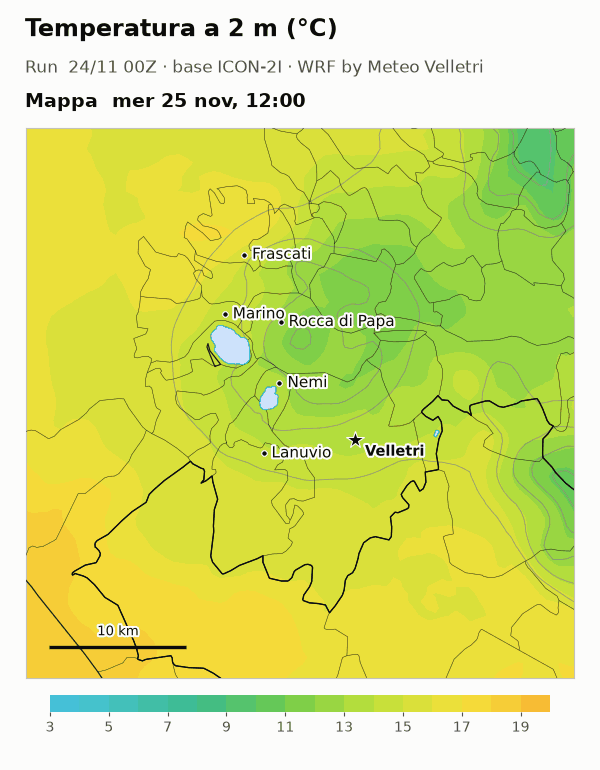 Temperatura a 2 m (°C)
Run  24/11 00Z · base ICON-2I · WRF by Meteo Velletri
Mappa  mer 25 nov, 12:00
Frascati
Marino
Rocca di Papa
Nemi
Velletri
Lanuvio
10 km
3 5 7 9 11 13 15 17 19